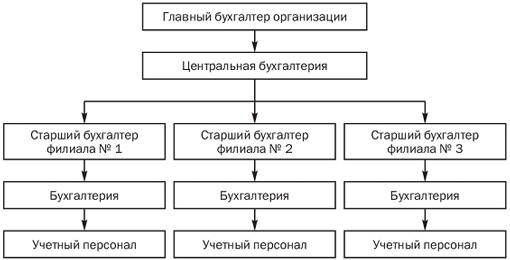 Главный бухгалтер организации
Центральная бухгалтерия
Старший бухгалтер
филиала № 1
Старший бухгалтер
филиала № 2
Старший бухгалтер
филиала № 3
Бухгалтерия
Бухгалтерия
Бухгалтерия
Учетный персонал
Учетный персонал
Учетный персонал